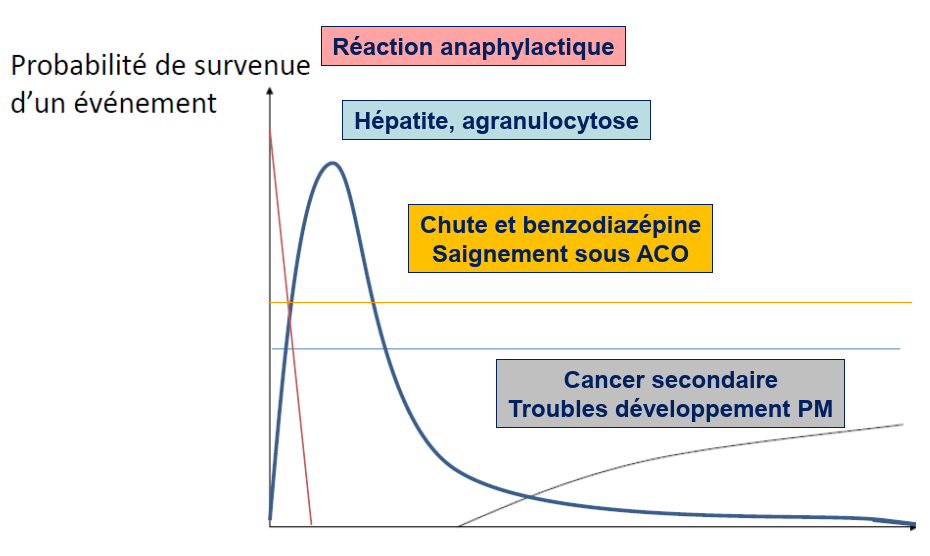 Réaction anaphylactique
Probabilité de survenue
d’un événement
Hépatite, agranulocytose
Chute et benzodiazépine
Saignement sous ACO
Cancer secondaire
Troubles développement PM